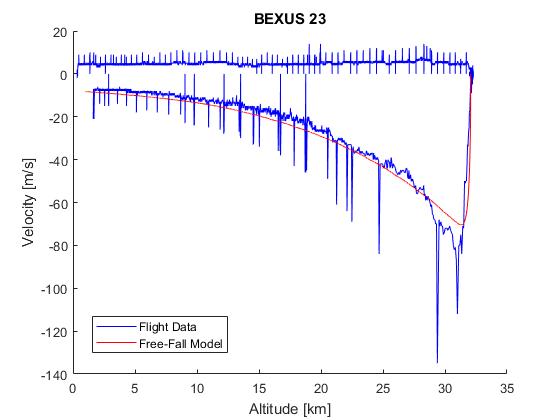 BEXUS 23
20
0
-20
-40
-60
-80
-100
-120
-140
Velocity [m/s]
Flight Data
Free-Fall Model
0 5 10 15 20 25 30 35
Altitude [km]